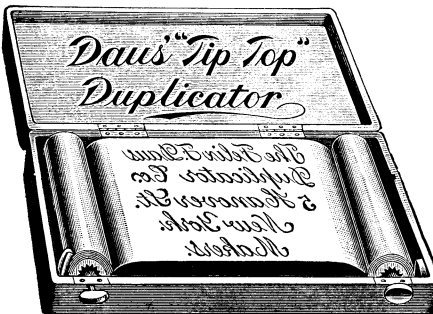 Daus' "Tip Top"
Duplicator
The Felix F. Daus
Duplicator Co.
5 Hanover St.
New York.
Makers.